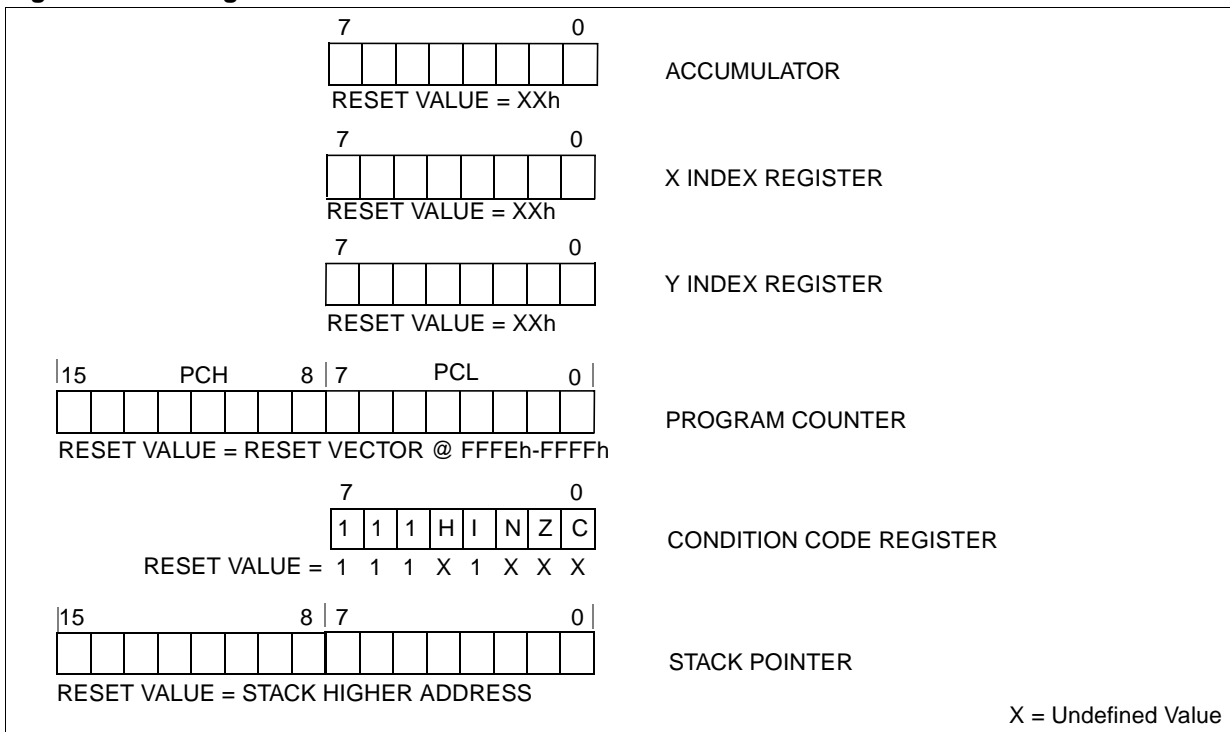 7 0
ACCUMULATOR
RESET VALUE = XXh
7 0
X INDEX REGISTER
RESET VALUE = XXh
7 0
Y INDEX REGISTER
RESET VALUE = XXh
15 PCH 8 7 PCL 0
PROGRAM COUNTER
RESET VALUE = RESET VECTOR @ FFFEh-FFFFh
7 0
1 1 1 H I N Z C
CONDITION CODE REGISTER
RESET VALUE = 1 1 1 X 1 X X X
15 8 7 0
STACK POINTER
RESET VALUE = STACK HIGHER ADDRESS
X = Undefined Value